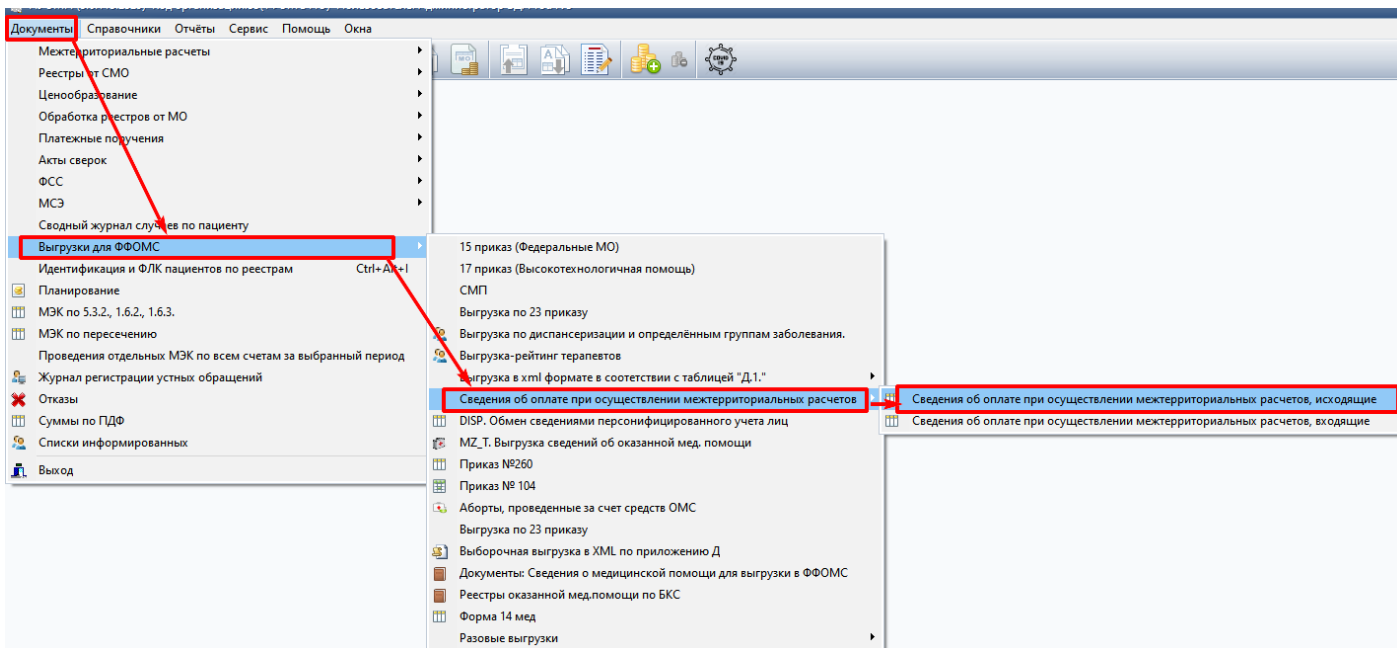 Документы Справочники Отчёты Сервис Помощь Окна
Межтерриториальные расчеты
Реестры от СМО
Ценообразование
Обработка реестров от МО
Платежные поручения
Акты сверок
ФСС
МСЭ
Сводный журнал случаев по пациенту
Выгрузки для ФФОМС
Идентификация и ФЛК пациентов по реестрам Ctrl+Alt+I
Планирование
МЭК по 5.3.2., 1.6.2., 1.6.3.
МЭК по пересечению
Проведения отдельных МЭК по всем счетам за выбранный период
Журнал регистрации устных обращений
Отказы
Суммы по ПДФ
Списки информированных
Выход
15 приказ (Федеральные МО)
17 приказ (Высокотехнологичная помощь)
СМП
Выгрузка по 23 приказу
Выгрузка по диспансеризации и определённым группам заболевания.
Выгрузка-рейтинг терапевтов
Выгрузка в xml формате в соотетствии с таблицей "Д.1."
Сведения об оплате при осуществлении межтерриториальных расчетов
DISP. Обмен сведениями персонифицированного учета лиц
MZ_T. Выгрузка сведений об оказанной мед. помощи
Приказ №260
Приказ № 104
Аборты, проведенные за счет средств ОМС
Выгрузка по 23 приказу
Выборочная выгрузка в XML по приложению Д
Документы: Сведения о медицинской помощи для выгрузки в ФФОМС
Реестры оказанной мед.помощи по БКС
Форма 14 мед
Разовые выгрузки
Сведения об оплате при осуществлении межтерриториальных расчетов, исходящие
Сведения об оплате при осуществлении межтерриториальных расчетов, входящие